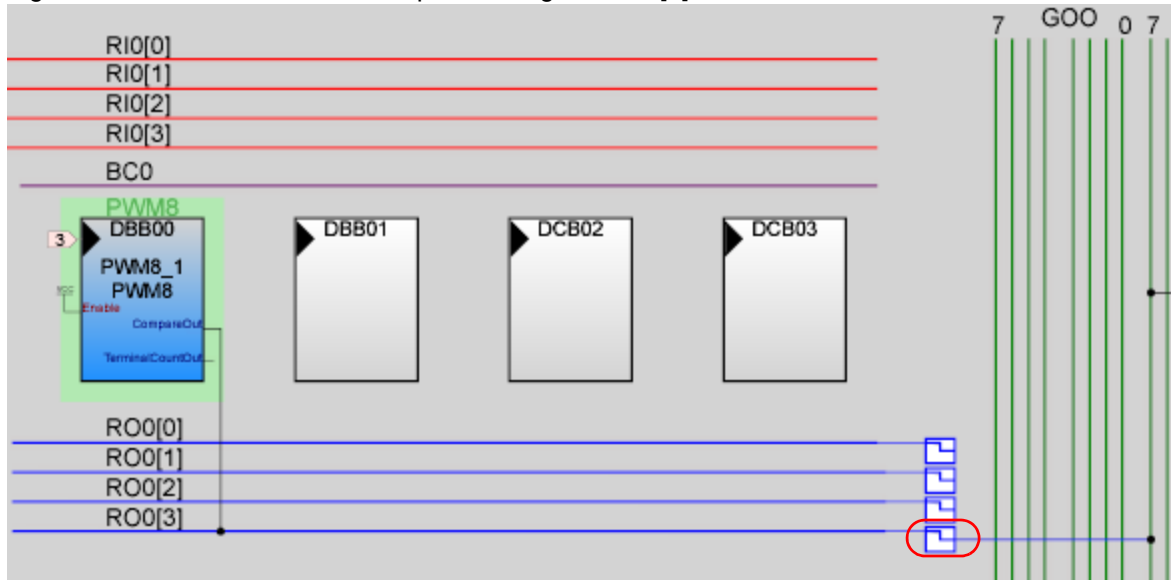 7 GOO 0 7
RI0[0]
RI0[1]
RI0[2]
RI0[3]
BC0
PWM8
DBB00 DBB01 DCB02 DCB03
3
PWM8_1
PWM8
Enable
CompareOut
TerminalCountOut
RO0[0]
RO0[1]
RO0[2]
RO0[3]